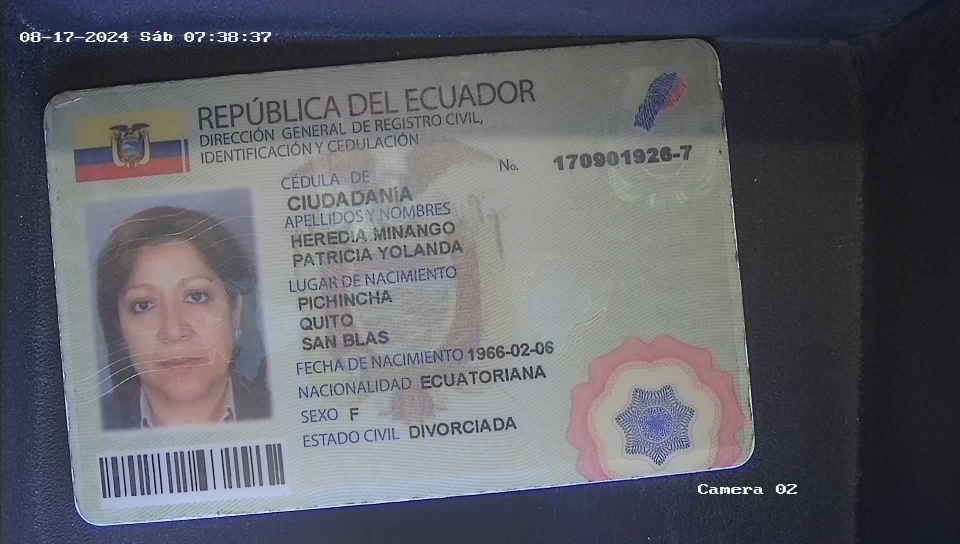 08-17-2024 Sáb 07:38:37
REPÚBLICA DEL ECUADOR
DIRECCIÓN GENERAL DE REGISTRO CIVIL,
IDENTIFICACIÓN Y CEDULACIÓN
No. 170901926-7
CÉDULA DE
CIUDADANÍA
APELLIDOS Y NOMBRES
HEREDIA MINANGO
PATRICIA YOLANDA
LUGAR DE NACIMIENTO
PICHINCHA
QUITO
SAN BLAS
FECHA DE NACIMIENTO 1966-02-06
NACIONALIDAD ECUATORIANA
SEXO F
ESTADO CIVIL DIVORCIADA
Camera 02